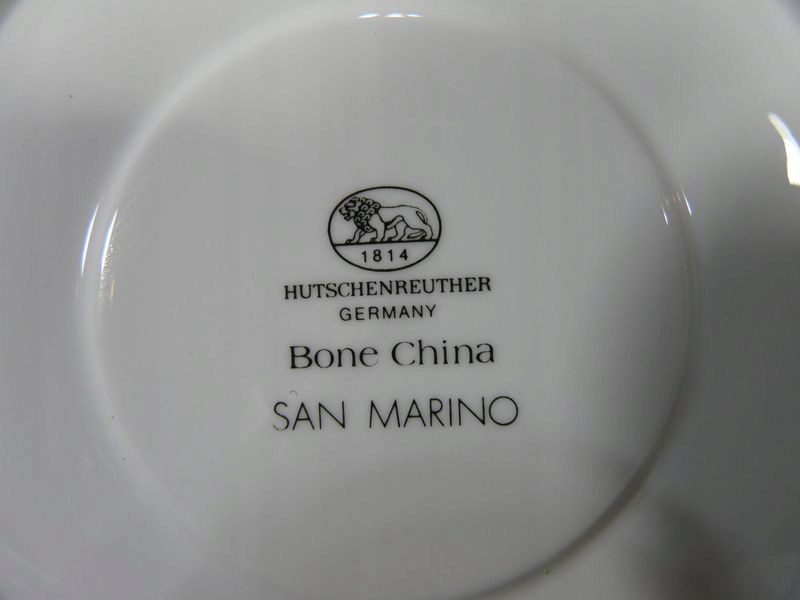 1814
HUTSCHENREUTHER
GERMANY
Bone China
SAN MARINO